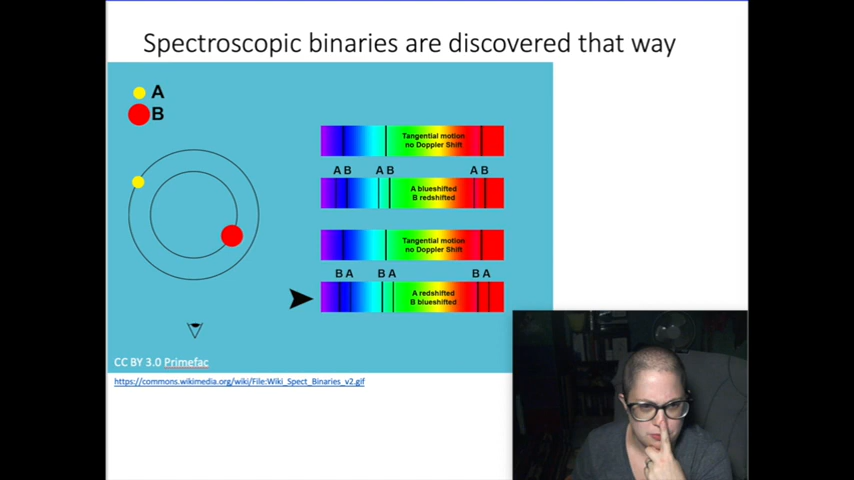 Spectroscopic binaries are discovered that way
A
B
Tangential motion
no Doppler Shift
A B A B A B
A blueshifted
B redshifted
Tangential motion
no Doppler Shift
B A B A B A
A redshifted
B blueshifted
CC BY 3.0 Primefac
https://commons.wikimedia.org/wiki/File:Wiki_Spect_Binaries_v2.gif